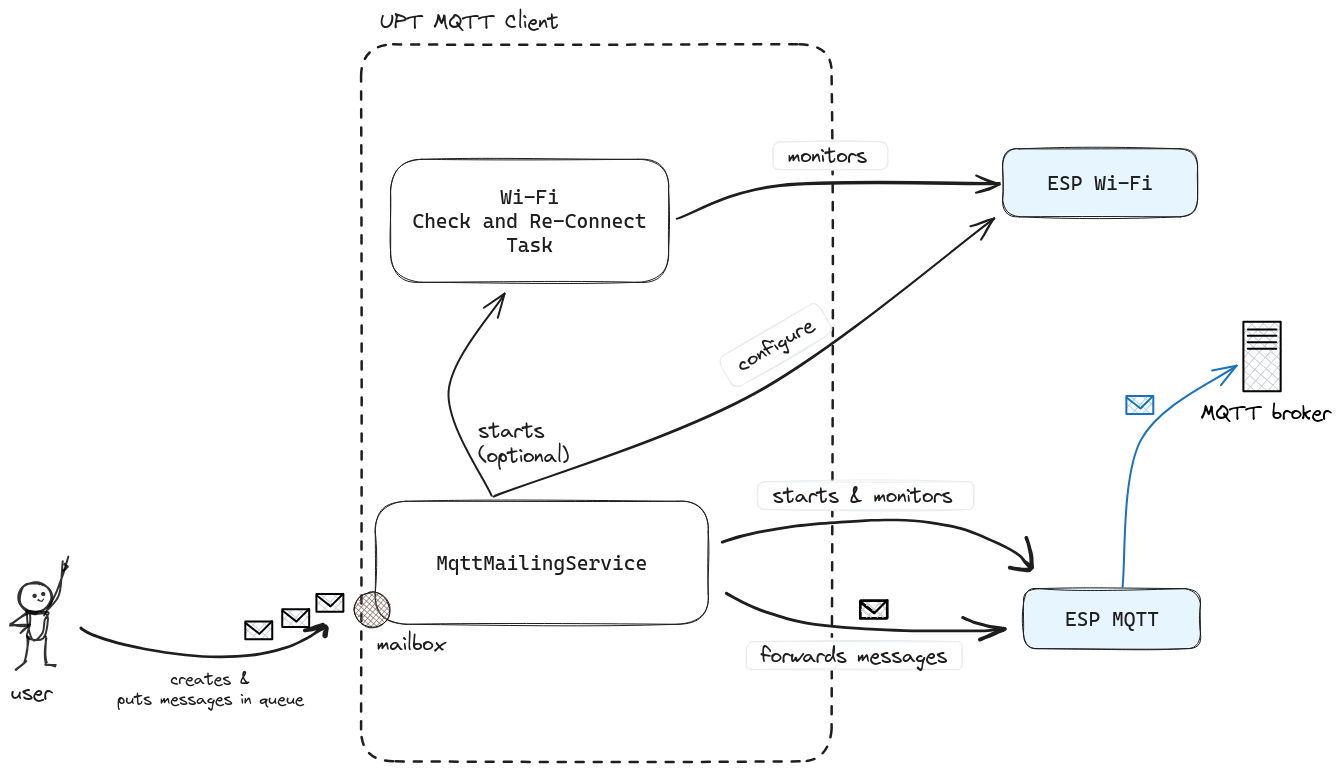 UPT MQTT Client
monitors
ESP Wi-Fi
Wi-Fi
Check and Re-Connect
Task
configure
MQTT broker
starts
(optional)
starts & monitors
MqttMailingService
ESP MQTT
mailbox
forwards messages
creates &
puts messages in queue
user